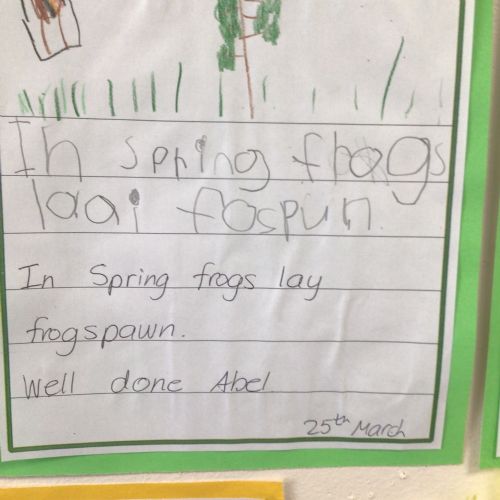 In spring frogs
laai fospun.
In Spring frogs lay
frogspawn.
Well done Abel
25th March